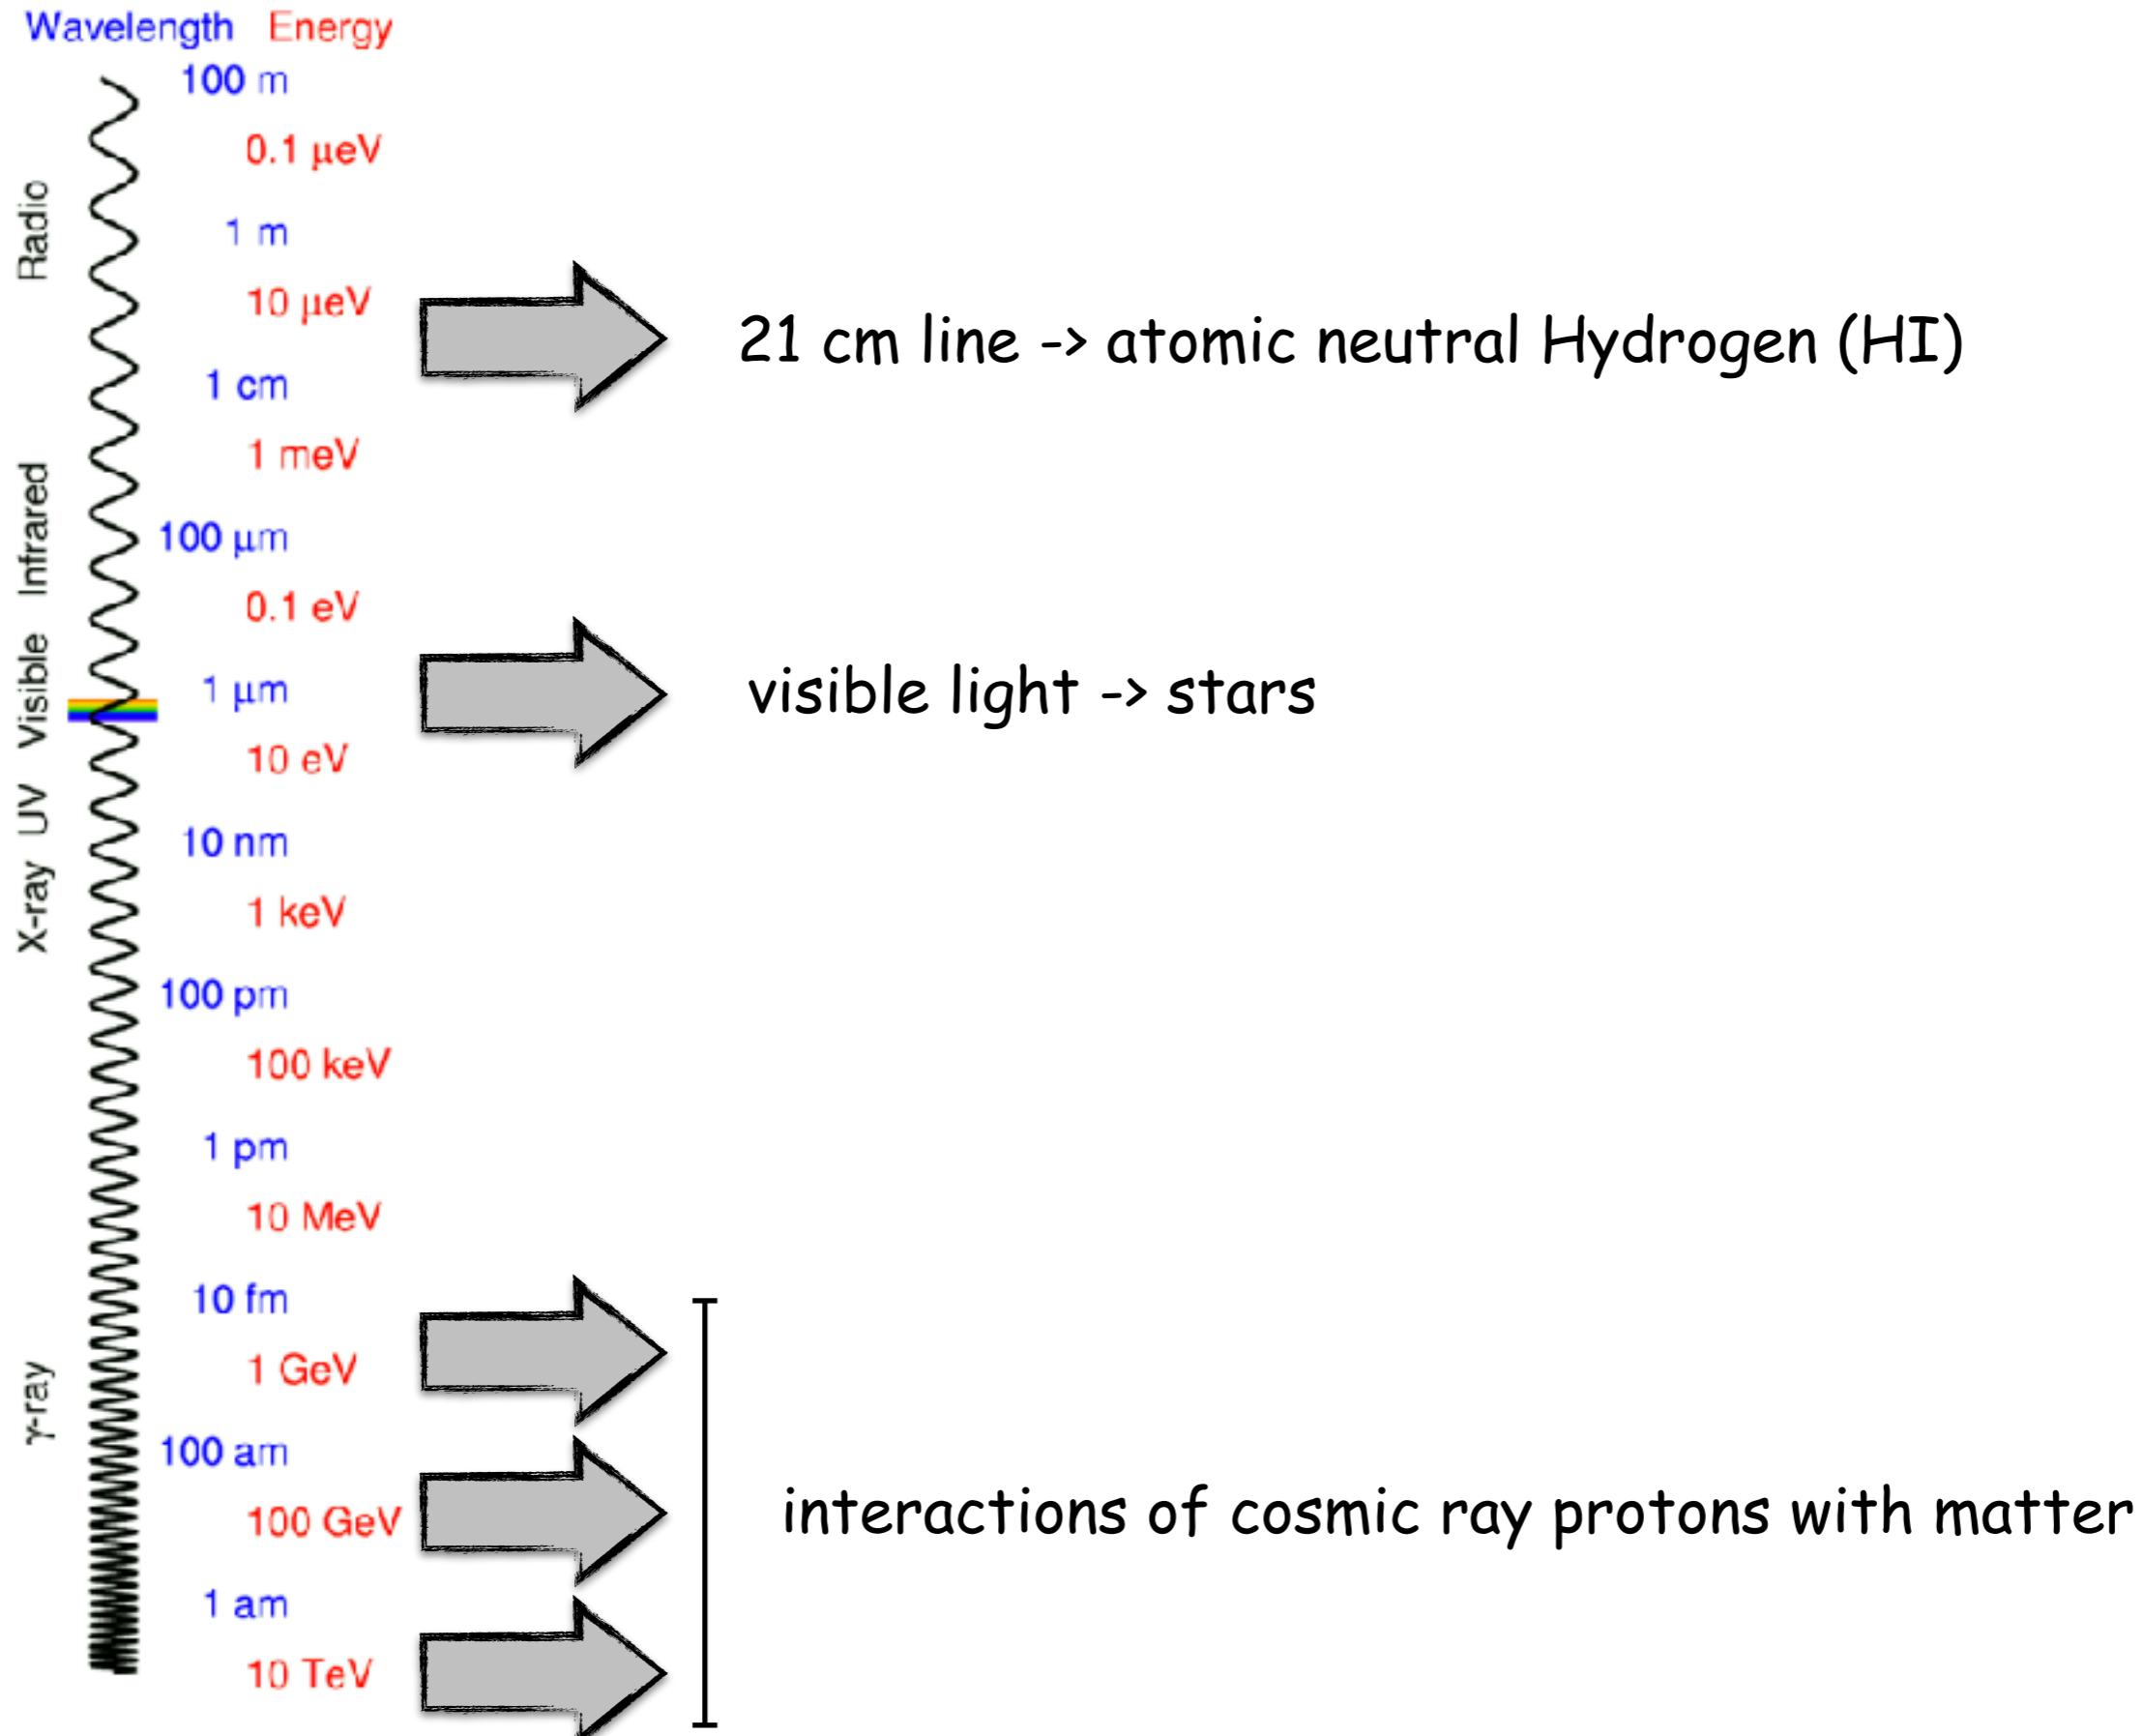 Wavelength Energy
100 m
0.1 μeV
Radio
1 m
10 μeV
21 cm line -> atomic neutral Hydrogen (HI)
1 cm
1 meV
Infrared
100 μm
0.1 eV
Visible
1 μm
visible light -> stars
10 eV
UV
10 nm
X-ray
1 keV
100 pm
100 keV
1 pm
10 MeV
10 fm
1 GeV
γ-ray
100 am
100 GeV
interactions of cosmic ray protons with matter
1 am
10 TeV